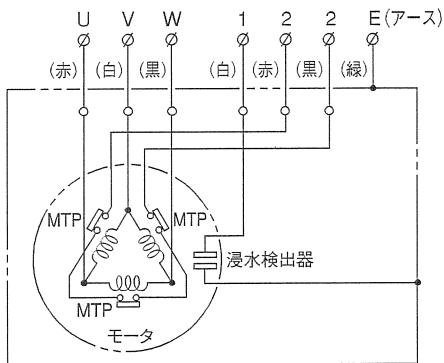 U V W 1 2 2 E(アース)
(赤) (白) (黒) (白) (赤) (黒) (緑)
MTP MTP
浸水検出器
MTP
モータ